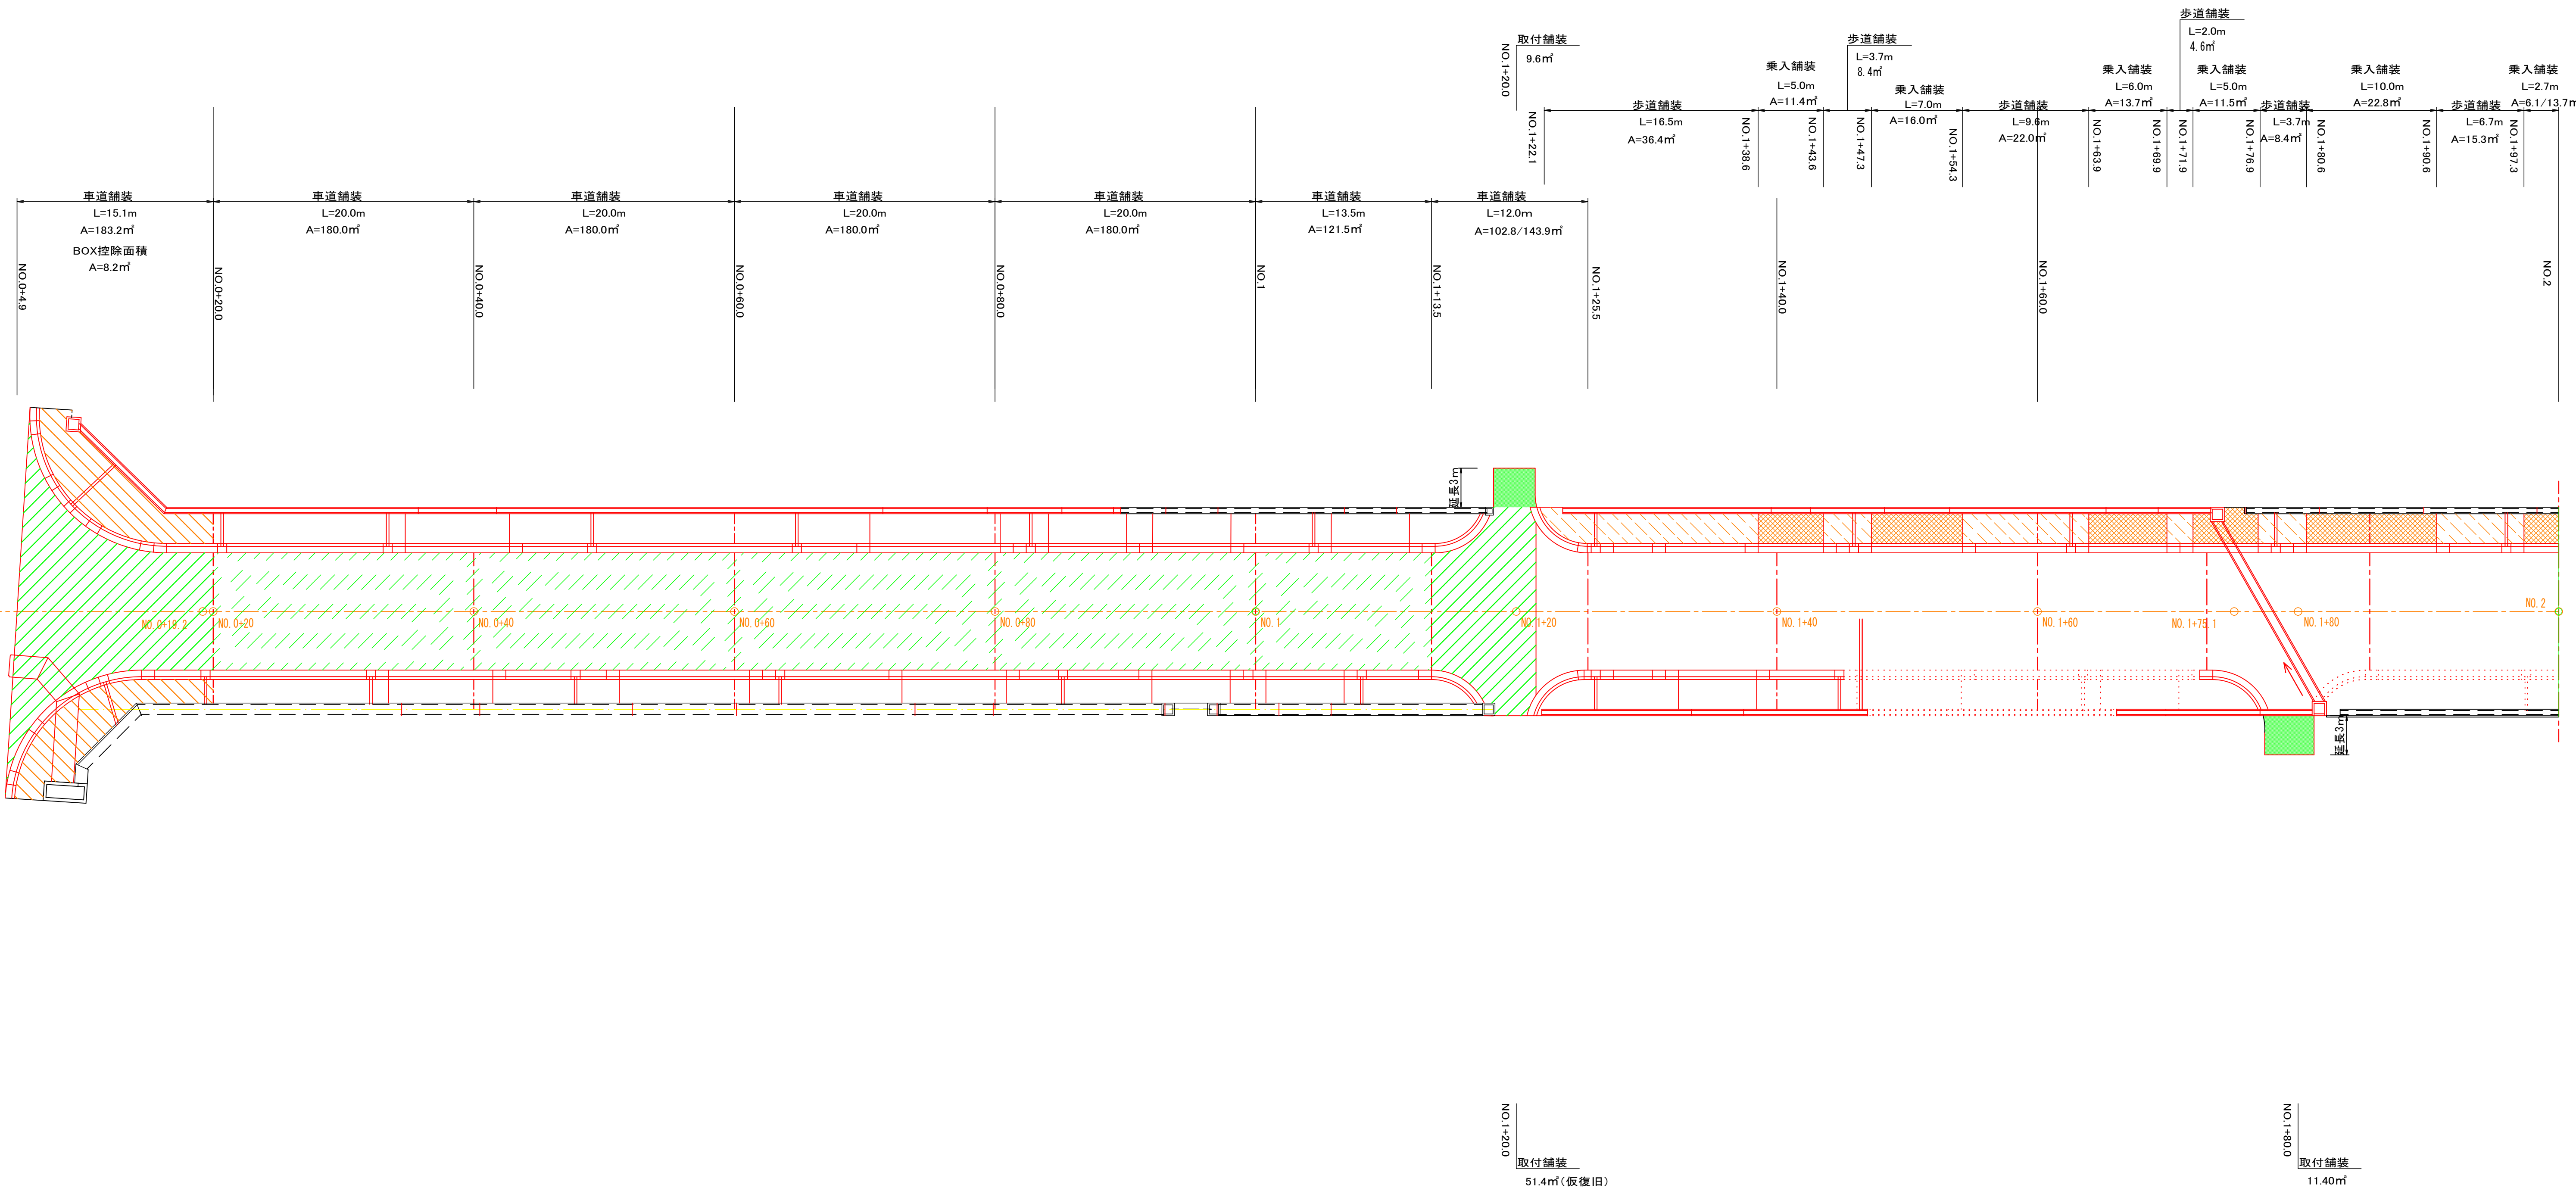 歩道舗装
L=2.0m
4.6㎡
取付舗装
9.6㎡
NO.1+20.0
歩道舗装
L=3.7m
8.4㎡
歩道舗装
L=16.5m
A=36.4㎡
乗入舗装
L=5.0m
A=11.4㎡
乗入舗装
L=7.0m
A=16.0㎡
歩道舗装
L=9.6m
A=22.0㎡
乗入舗装
L=6.0m
A=13.7㎡
乗入舗装
L=5.0m
A=11.5㎡
歩道舗装
L=3.7m
A=8.4㎡
乗入舗装
L=10.0m
A=22.8㎡
歩道舗装
L=6.7m
A=15.3㎡
乗入舗装
L=2.7m
A=6.1/13.7㎡
NO.1+22.1
NO.1+38.6
NO.1+43.6
NO.1+47.3
NO.1+54.3
NO.1+63.9
NO.1+69.9
NO.1+71.9
NO.1+76.9
NO.1+80.6
NO.1+90.6
NO.1+97.3
車道舗装
L=15.1m
A=183.2㎡
BOX控除面積
A=8.2㎡
車道舗装
L=20.0m
A=180.0㎡
車道舗装
L=20.0m
A=180.0㎡
車道舗装
L=20.0m
A=180.0㎡
車道舗装
L=20.0m
A=180.0㎡
車道舗装
L=13.5m
A=121.5㎡
車道舗装
L=12.0m
A=102.8/143.9㎡
NO.0+4.9
NO.0+20.0
NO.0+40.0
NO.0+60.0
NO.0+80.0
NO.1
NO.1+13.5
NO.1+25.5
NO.1+40.0
NO.1+60.0
NO.2
延長3m
NO.0+19.2
NO.0+20
NO.0+40
NO.0+60
NO.0+80
NO.1
NO.1+20
NO.1+40
NO.1+60
NO.1+75.1
NO.1+80
NO.2
延長3m
NO.1+20.0
取付舗装
51.4㎡(仮復旧)
NO.1+80.0
取付舗装
11.40㎡